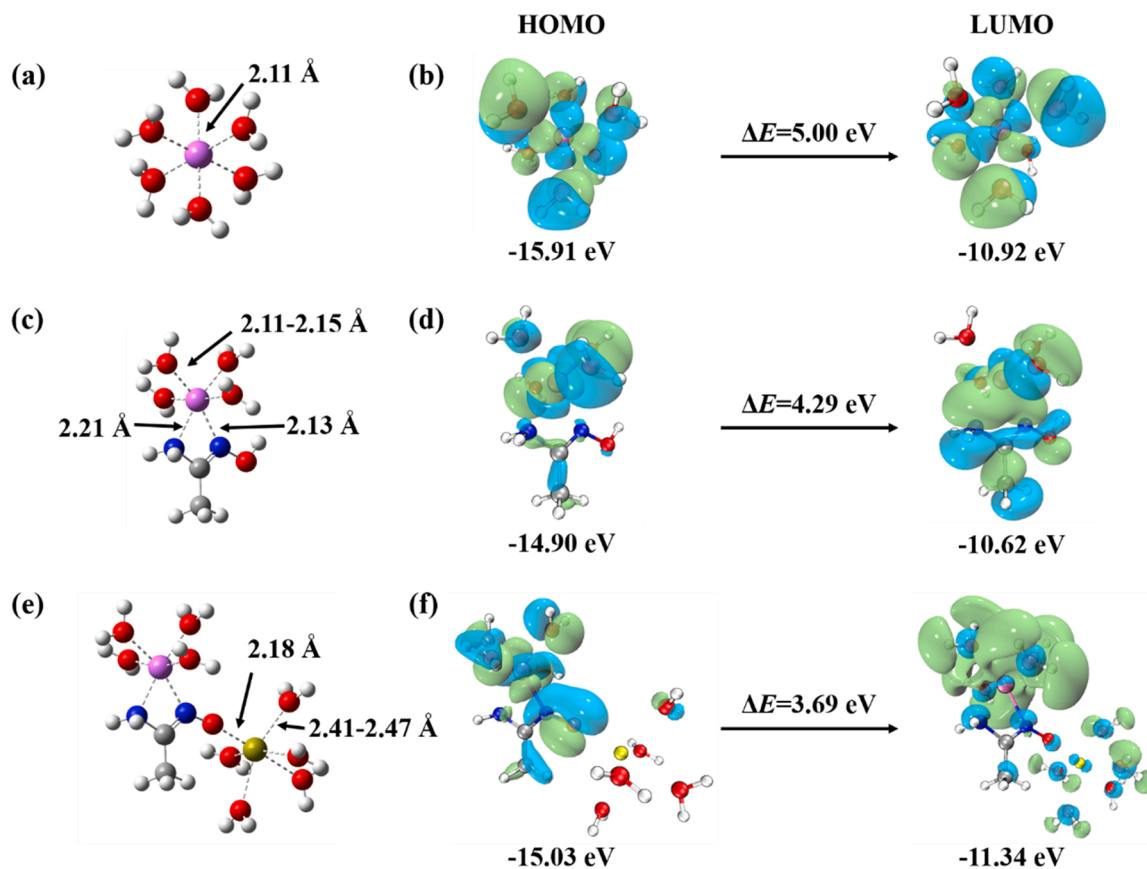 HOMO
LUMO
(a)
2.11 Å
(b)
ΔE=5.00 eV
-15.91 eV
-10.92 eV
(c)
2.11-2.15 Å
2.21 Å
2.13 Å
(d)
ΔE=4.29 eV
-14.90 eV
-10.62 eV
(e)
2.18 Å
2.41-2.47 Å
(f)
ΔE=3.69 eV
-15.03 eV
-11.34 eV